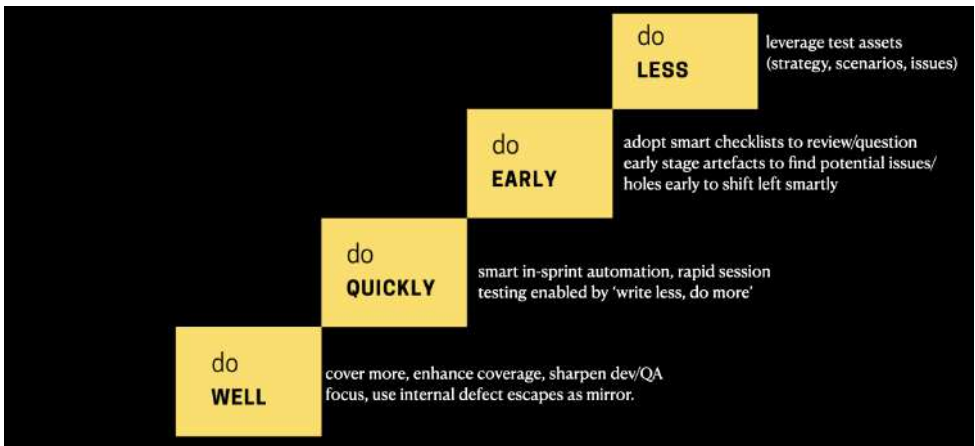 do
LESS
leverage test assets
(strategy, scenarios, issues)
do
EARLY
adopt smart checklists to review/question
early stage artefacts to find potential issues/
holes early to shift left smartly
do
QUICKLY
smart in-sprint automation, rapid session
testing enabled by ‘write less, do more’
do
WELL
cover more, enhance coverage, sharpen dev/QA
focus, use internal defect escapes as mirror.